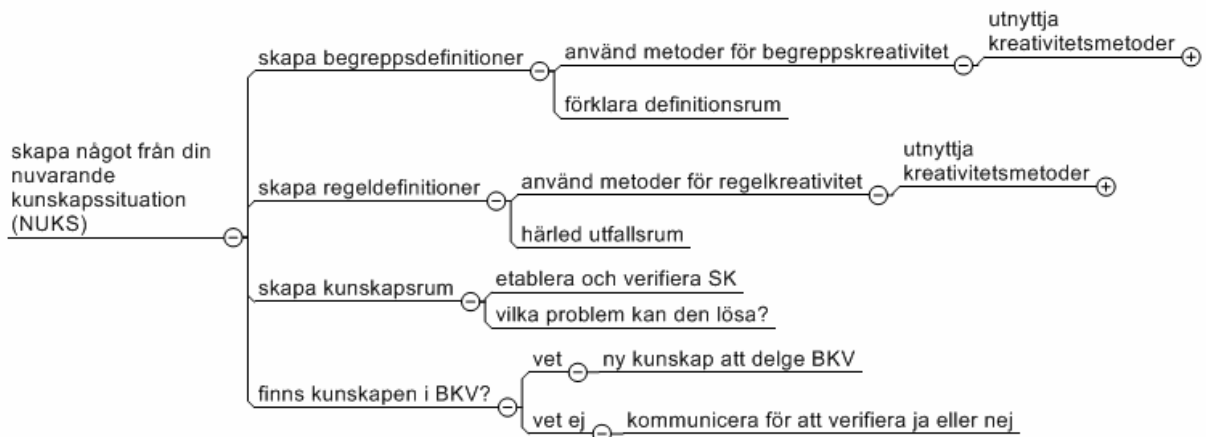 utnyttja
kreativitetsmetoder
skapa begreppsdefinitioner
använd metoder för begreppskreativitet
förklara definitionsrum
skapa något från din
nuvarande
kunskapssituation
(NUKS)
utnyttja
kreativitetsmetoder
skapa regeldefinitioner
använd metoder för regelkreativitet
härled utfallsrum
skapa kunskapsrum
etablera och verifiera SK
vilka problem kan den lösa?
finns kunskapen i BKV?
vet
ny kunskap att delge BKV
vet ej
kommunicera för att verifiera ja eller nej